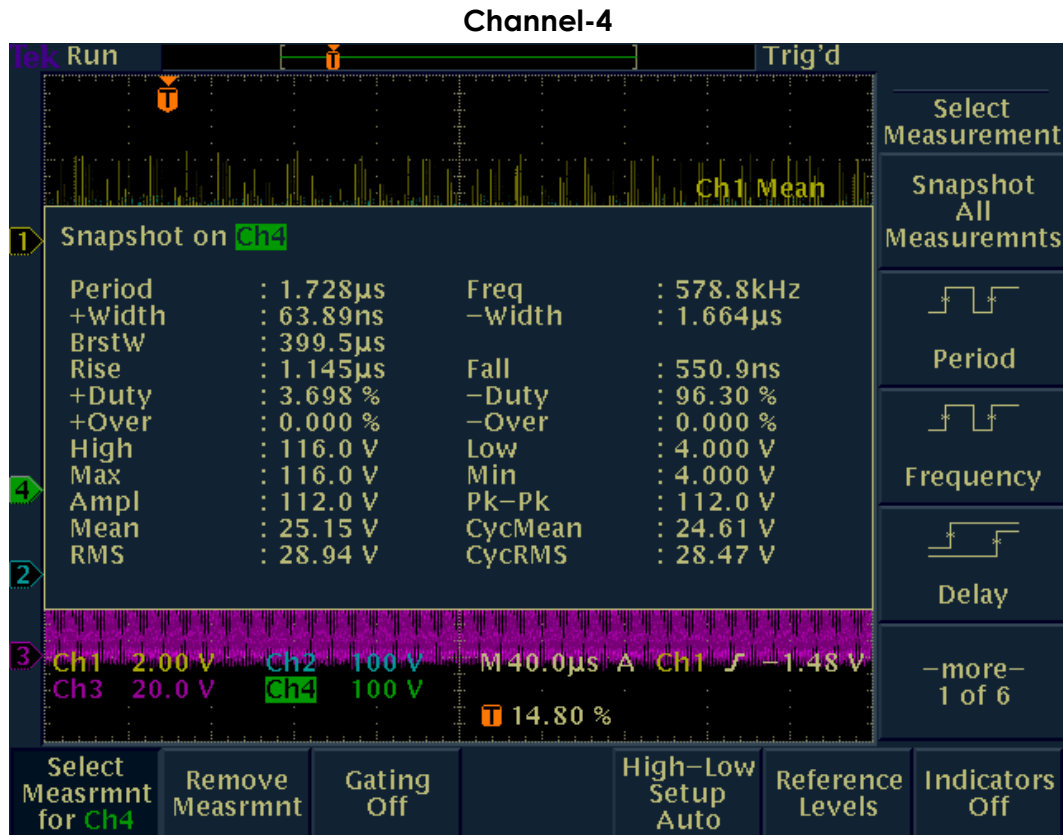 Channel-4
Tek Run Trig'd
T
T
Select
Measurement
Ch1 Mean
Snapshot
All
Measuremnts
1
Snapshot on Ch4
Period : 1.728µs Freq : 578.8kHz
+Width : 63.89ns −Width : 1.664µs
BrstW : 399.5µs
Rise : 1.145µs Fall : 550.9ns
+Duty : 3.698 % −Duty : 96.30 %
+Over : 0.000 % −Over : 0.000 %
High : 116.0 V Low : 4.000 V
Max : 116.0 V Min : 4.000 V
Ampl : 112.0 V Pk−Pk : 112.0 V
Mean : 25.15 V CycMean : 24.61 V
RMS : 28.94 V CycRMS : 28.47 V
Period
Frequency
4
Delay
2
3
Ch1 2.00 V Ch2 100 V M 40.0µs A Ch1 −1.48 V
Ch3 20.0 V Ch4 100 V
T 14.80 %
−more−
1 of 6
Select
Measrmnt
for Ch4
Remove
Measrmnt
Gating
Off
High−Low
Setup
Auto
Reference
Levels
Indicators
Off